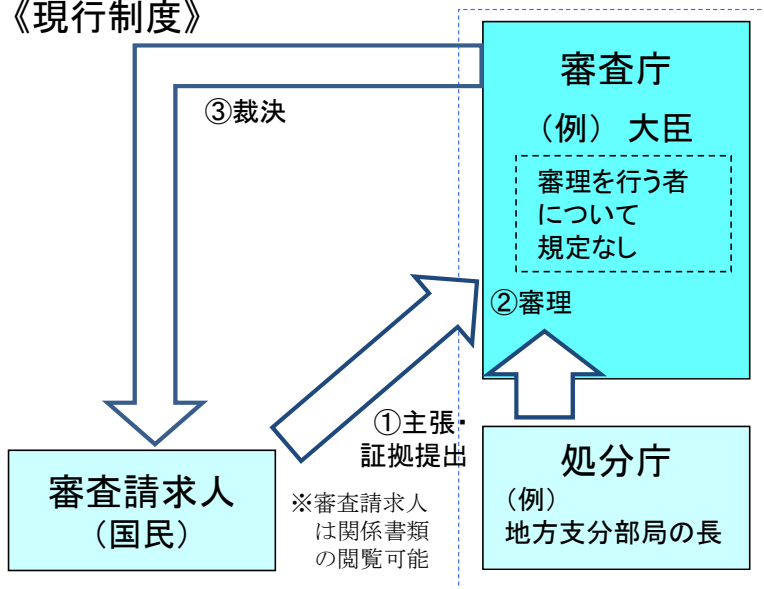 《現行制度》
審査庁
(例) 大臣
審理を行う者
について
規定なし
③裁決
②審理
①主張・
証拠提出
審査請求人
(国民)
※審査請求人
は関係書類
の閲覧可能
処分庁
(例)
地方支分部局の長